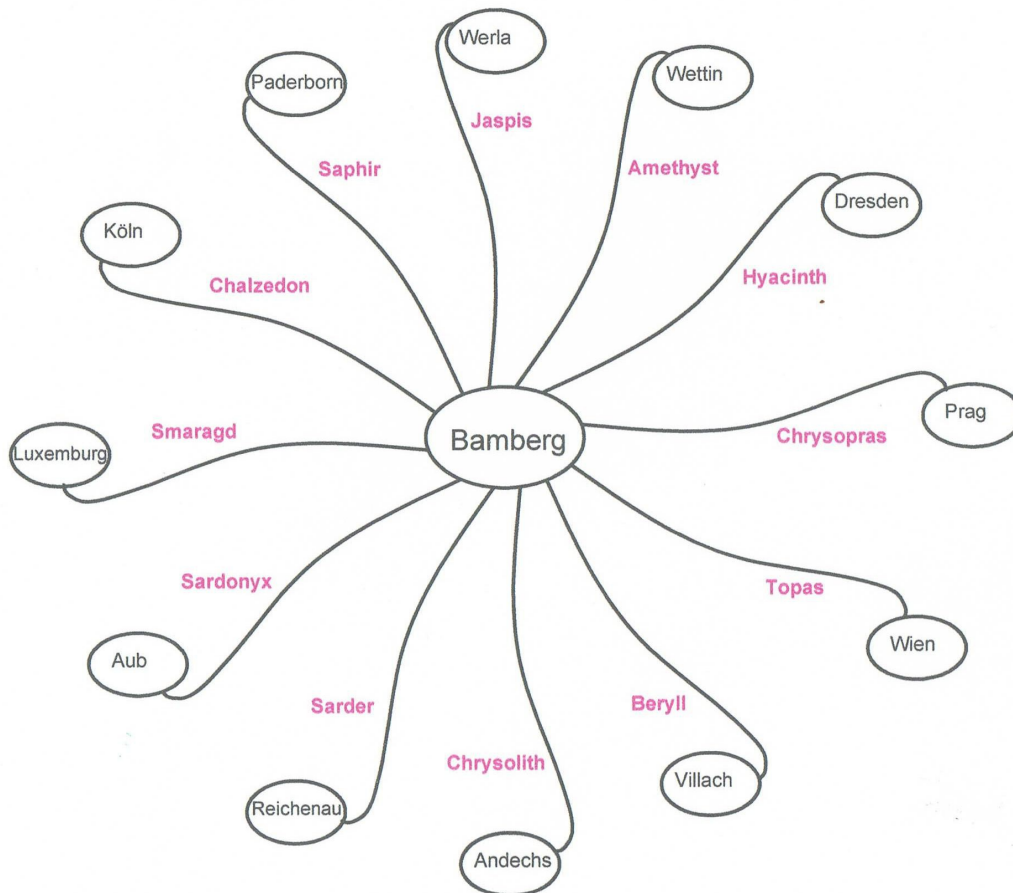 Werla
Wettin
Paderborn
Jaspis
Saphir
Amethyst
Dresden
Köln
Hyacinth
Chalzedon
Prag
Smaragd
Chrysopras
Bamberg
Luxemburg
Sardonyx
Topas
Wien
Aub
Sarder
Beryll
Chrysolith
Villach
Reichenau
Andechs